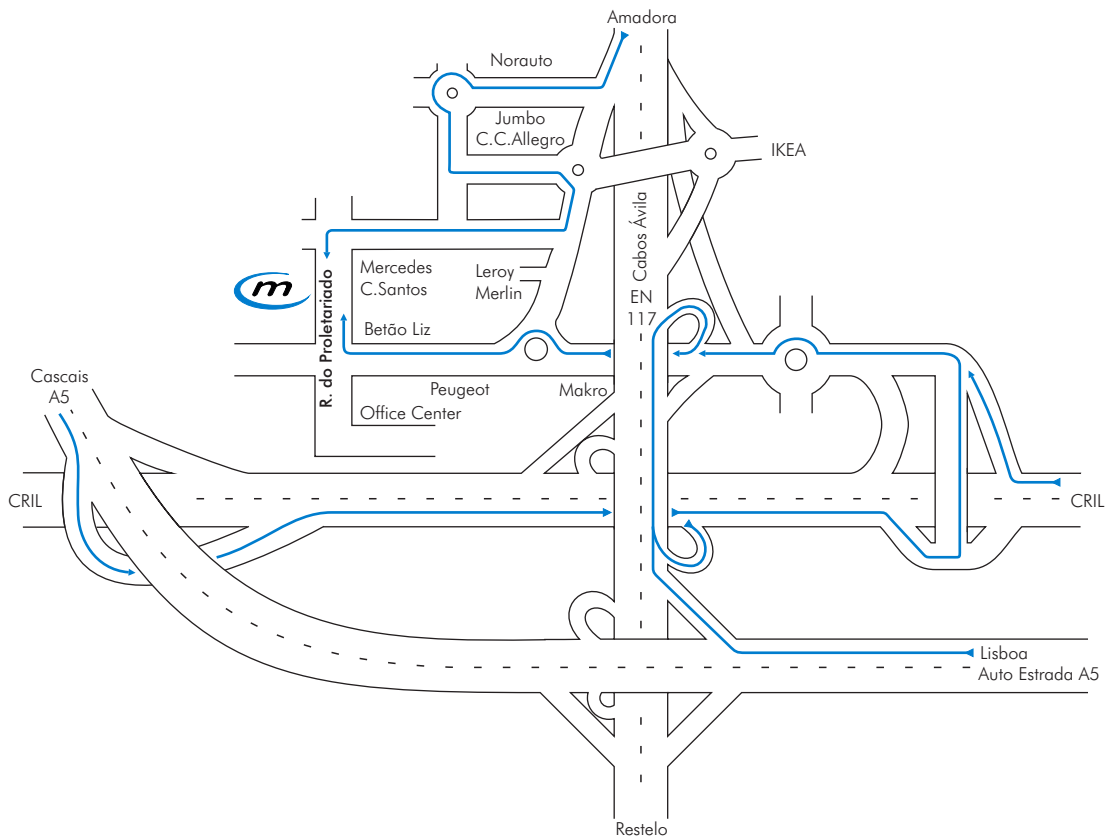 Amadora
Norauto
Jumbo
C.C.Allegro
IKEA
Cabos Ávila
EN
117
Mercedes
C.Santos
Leroy
Merlin
m
R. do Proletariado
Betão Liz
Cascais
A5
Peugeot
Makro
Office Center
CRIL
CRIL
Lisboa
Auto Estrada A5
Restelo